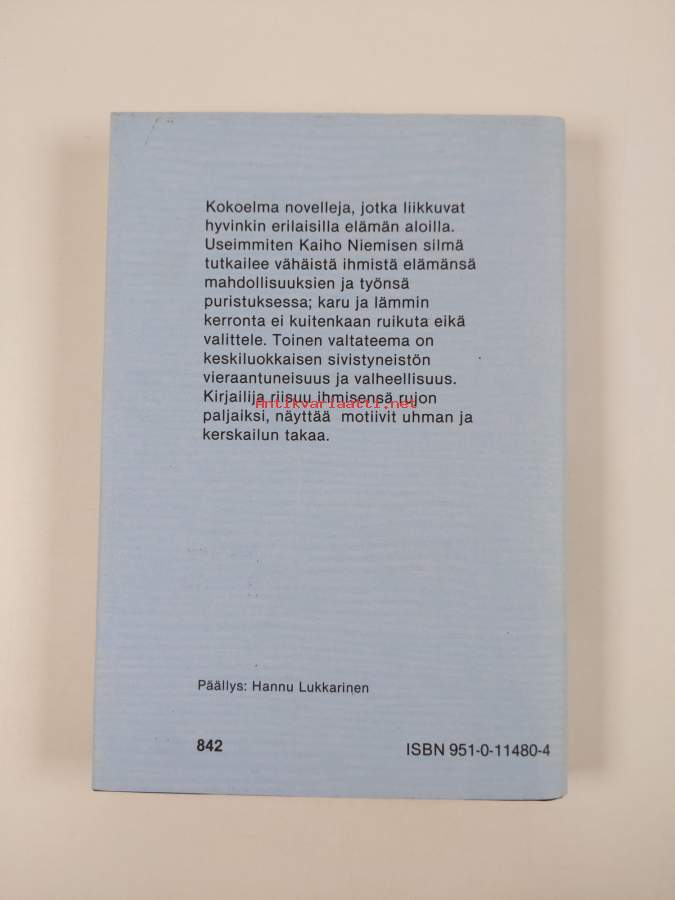 Kokoelma novelleja, jotka liikkuvat
hyvinkin erilaisilla elämän aloilla.
Useimmiten Kaiho Niemisen silmä
tutkailee vähäistä ihmistä elämänsä
mahdollisuuksien ja työnsä
puristuksessa; karu ja lämmin
kerronta ei kuitenkaan ruikuta eikä
valittele. Toinen valtateema on
keskiluokkaisen sivistyneistön
vieraantuneisuus ja valheellisuus.
Kirjailija riisuu ihmisensä rujon
Antikvariaatti.net
paljaiksi, näyttää motiivit uhman ja
kerskailun takaa.
Päällys: Hannu Lukkarinen
842
ISBN 951-0-11480-4